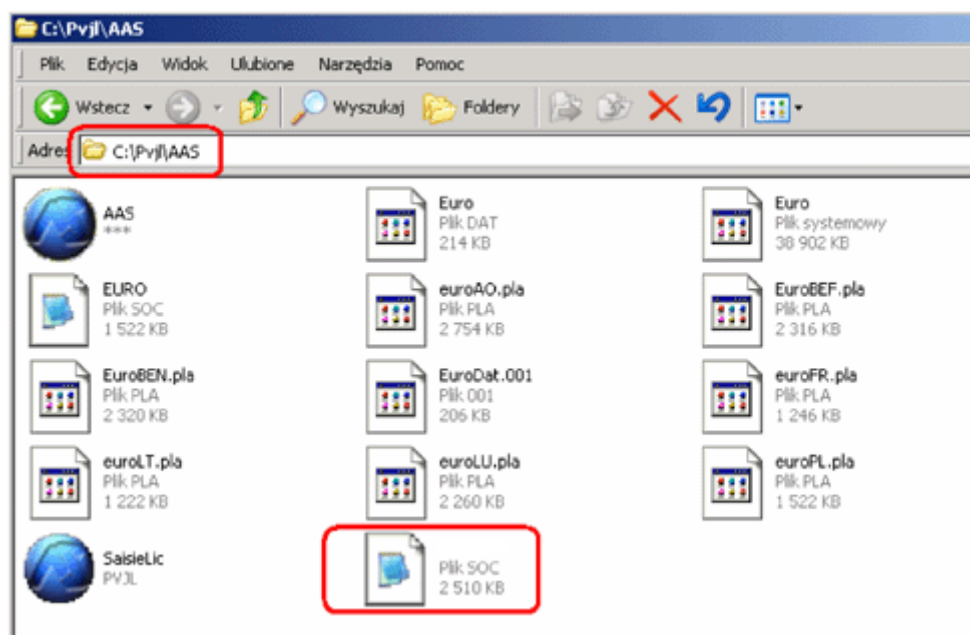 C:\Pvjl\AAS
Plik Edycja Widok Ulubione Narzędzia Pomoc
Wstecz Wyszukaj Foldery
Adres C:\Pvjl\AAS
AAS
***
Euro
Plik DAT
214 KB
Euro
Plik systemowy
38 902 KB
EURO
Plik SOC
1 522 KB
euroAO.pla
Plik PLA
2 754 KB
EuroBEF.pla
Plik PLA
2 316 KB
EuroBEN.pla
Plik PLA
2 320 KB
EuroDat.001
Plik 001
206 KB
euroFR.pla
Plik PLA
1 246 KB
euroLT.pla
Plik PLA
1 222 KB
euroLU.pla
Plik PLA
2 260 KB
euroPL.pla
Plik PLA
1 522 KB
SaisieLic
PVJL
Plik SOC
2 510 KB